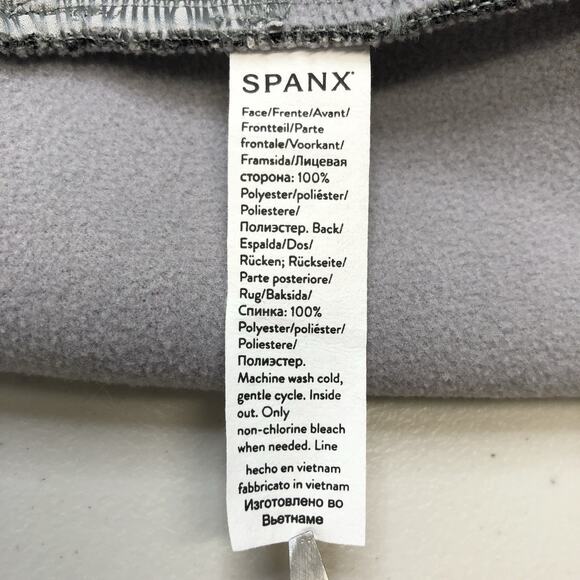 SPANX
Face/Frente/Avant/
Frontteil/Parte
frontale/Voorkant/
Framsida/Лицевая
сторона: 100%
Polyester/poliéster/
Poliestere/
Полиэстер. Back/
Espalda/Dos/
Rücken; Rückseite/
Parte posteriore/
Rug/Baksida/
Спинка: 100%
Polyester/poliéster/
Poliestere/
Полиэстер.
Machine wash cold,
gentle cycle. Inside
out. Only
non-chlorine bleach
when needed. Line
hecho en vietnam
fabbricato in vietnam
Изготовлено во
Вьетнаме